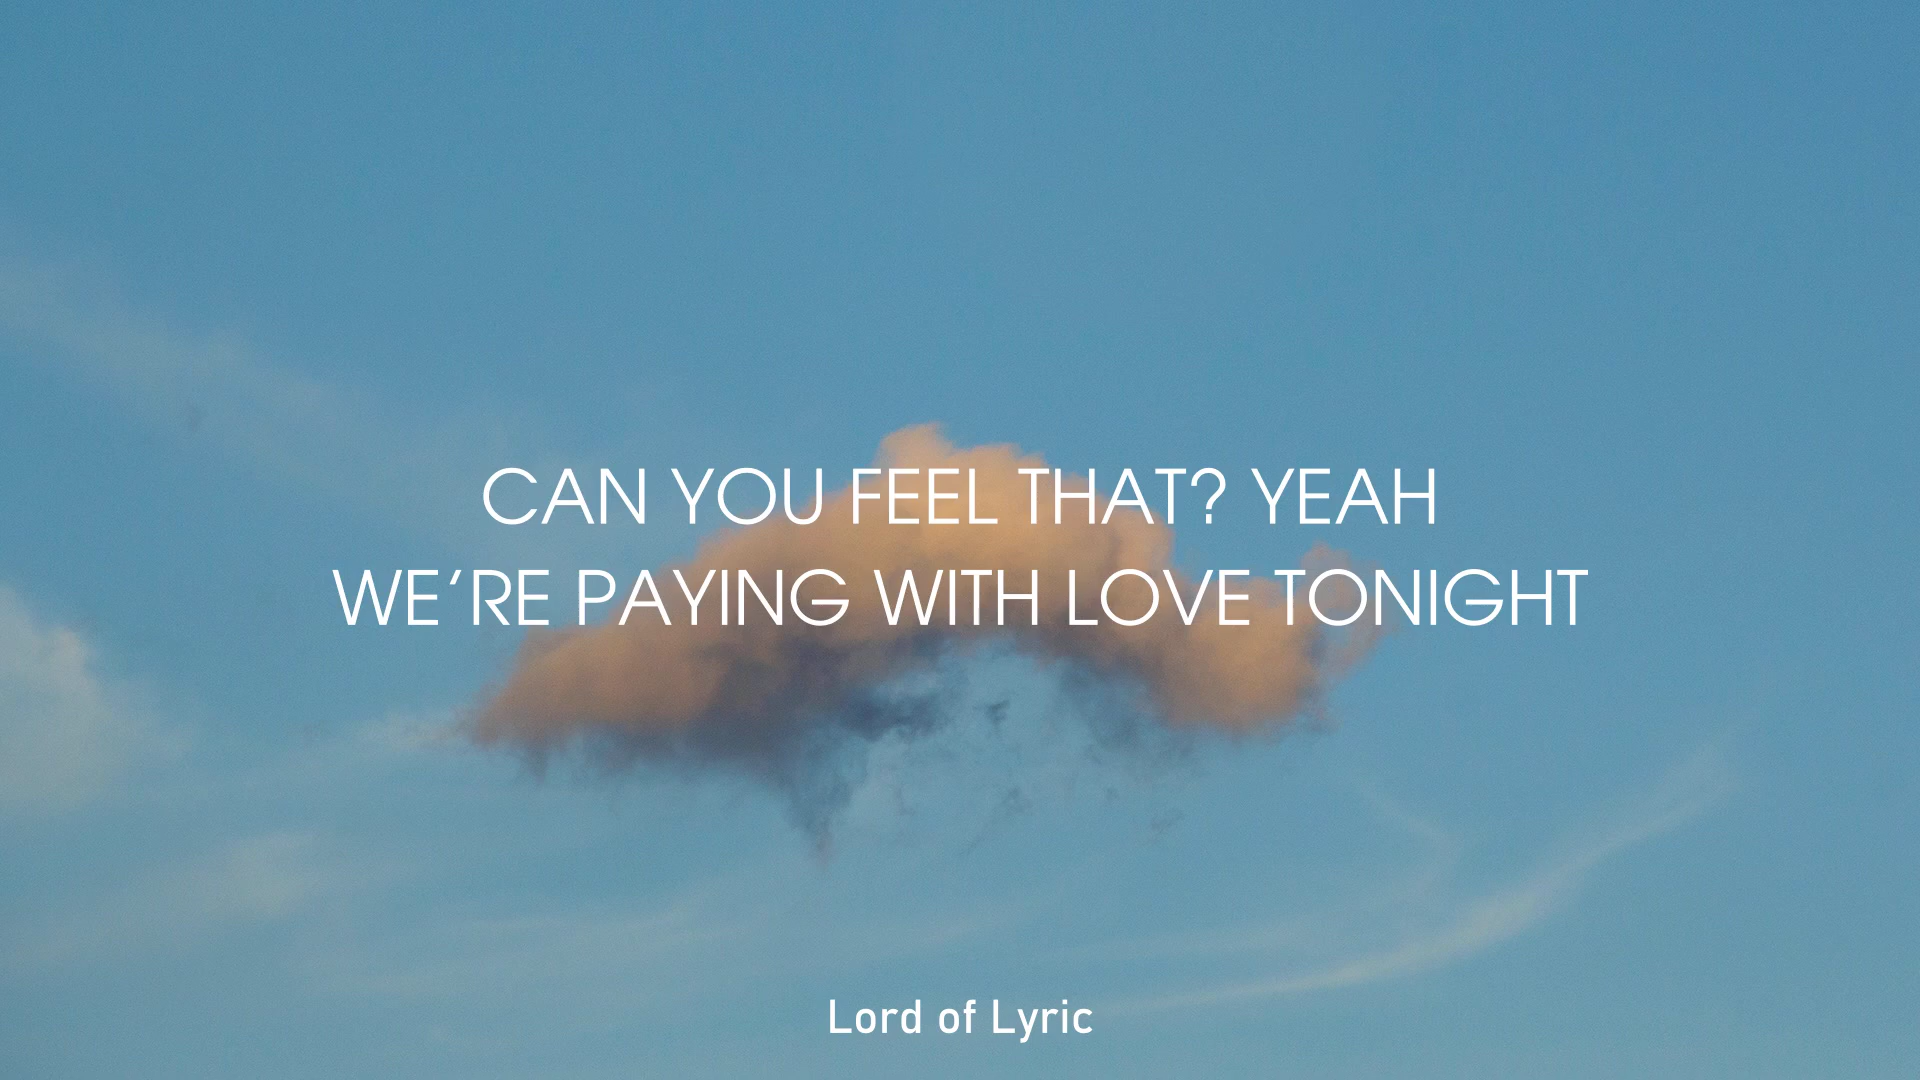 CAN YOU FEEL THAT? YEAH
WE’RE PAYING WITH LOVE TONIGHT
Lord of Lyric